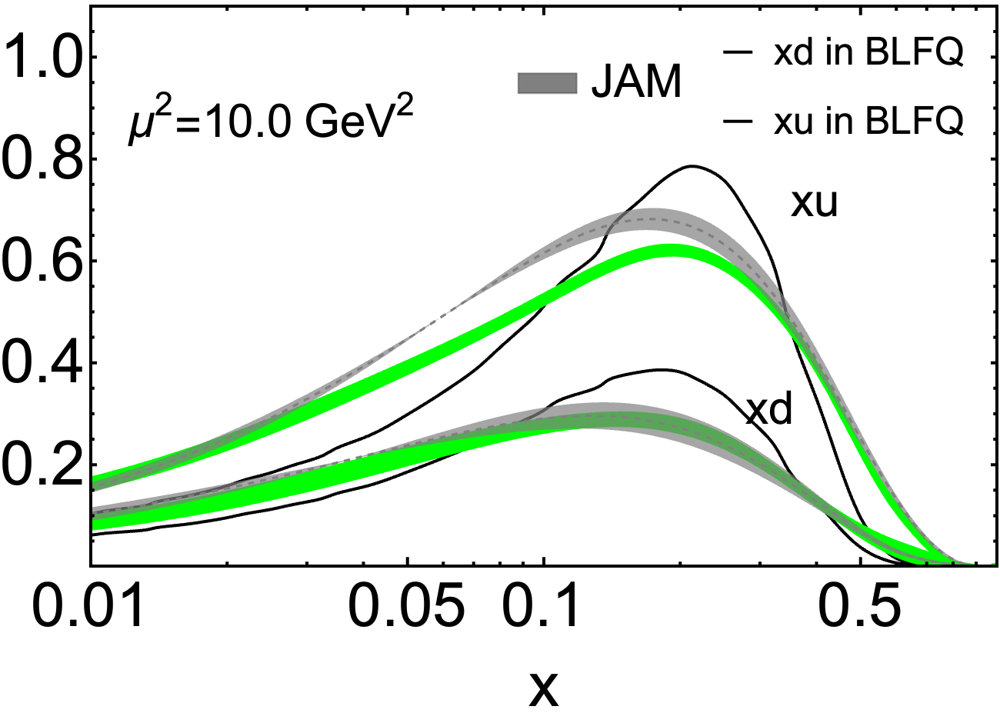 1.0
0.8
0.6
0.4
0.2
μ²=10.0 GeV²
JAM
xd in BLFQ
xu in BLFQ
xu
xd
0.01 0.05 0.1 0.5
x